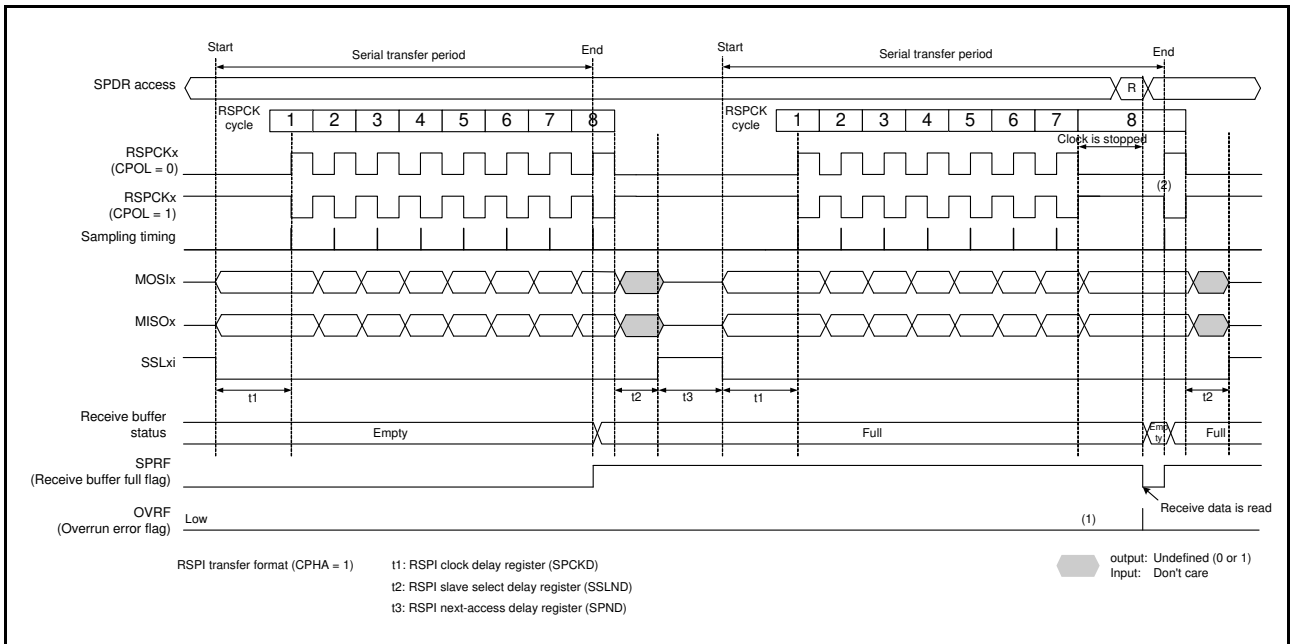 Start
Serial transfer period
End
Start
Serial transfer period
End
SPDR access
R
RSPCK
cycle
1 2 3 4 5 6 7 8
RSPCK
cycle
1 2 3 4 5 6 7 8
Clock is stopped
RSPCKx
(CPOL = 0)
(2)
RSPCKx
(CPOL = 1)
Sampling timing
MOSIx
MISOx
SSLxi
t1
t2
t3
t1
t2
Receive buffer
status
Empty
Full
Emp
ty
Full
SPRF
(Receive buffer full flag)
Receive data is read
OVRF
(Overrun error flag)
Low
(1)
RSPI transfer format (CPHA = 1)
t1: RSPI clock delay register (SPCKD)
t2: RSPI slave select delay register (SSLND)
t3: RSPI next-access delay register (SPND)
output: Undefined (0 or 1)
Input: Don't care